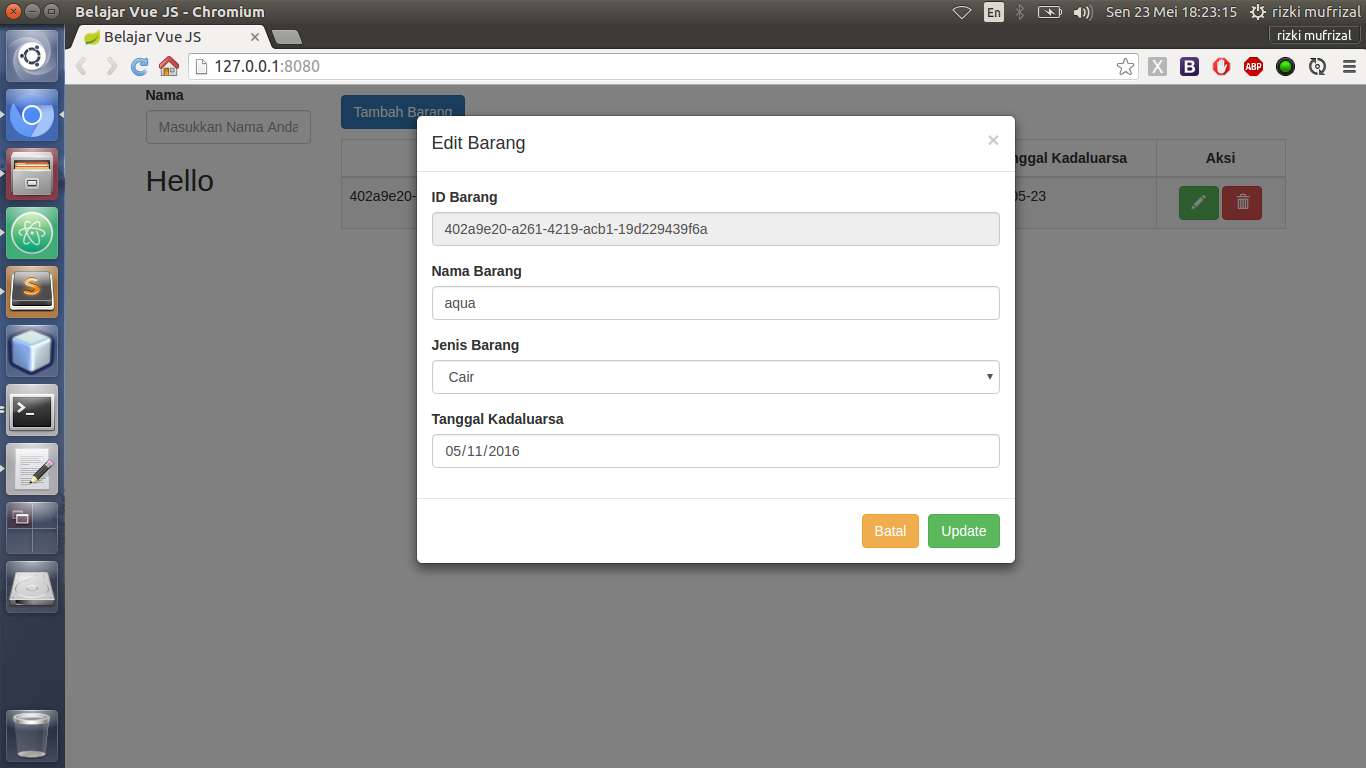 Belajar Vue JS - Chromium
En
Sen 23 Mei 18:23:15
rizki mufrizal
Belajar Vue JS
rizki mufrizal
127.0.0.1:8080
X
B
ABP
Nama
Masukkan Nama Anda
Hello
Tambah Barang
nggal Kadaluarsa
Aksi
402a9e20-
05-23
Edit Barang
×
ID Barang
402a9e20-a261-4219-acb1-19d229439f6a
Nama Barang
aqua
Jenis Barang
Cair
Tanggal Kadaluarsa
05/11/2016
Batal
Update